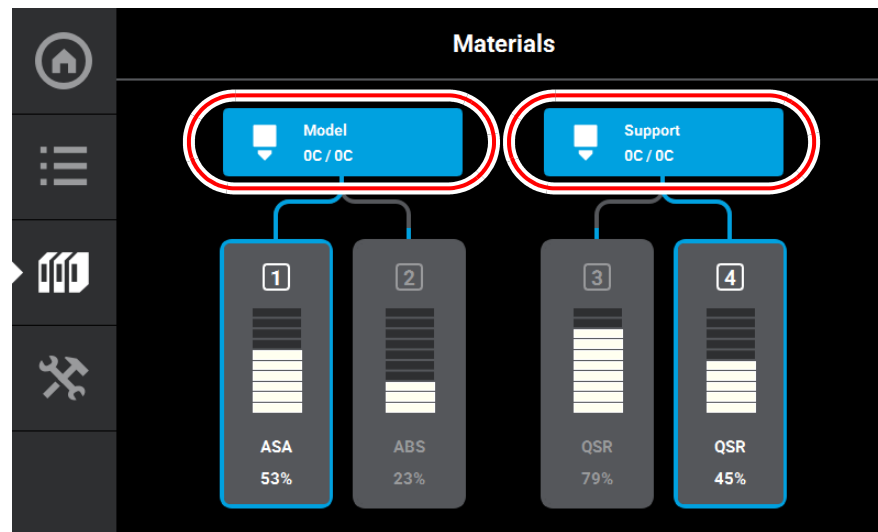 Materials
Model
0C / 0C
Support
0C / 0C
1
2
3
4
ASA
ABS
QSR
QSR
53%
23%
79%
45%